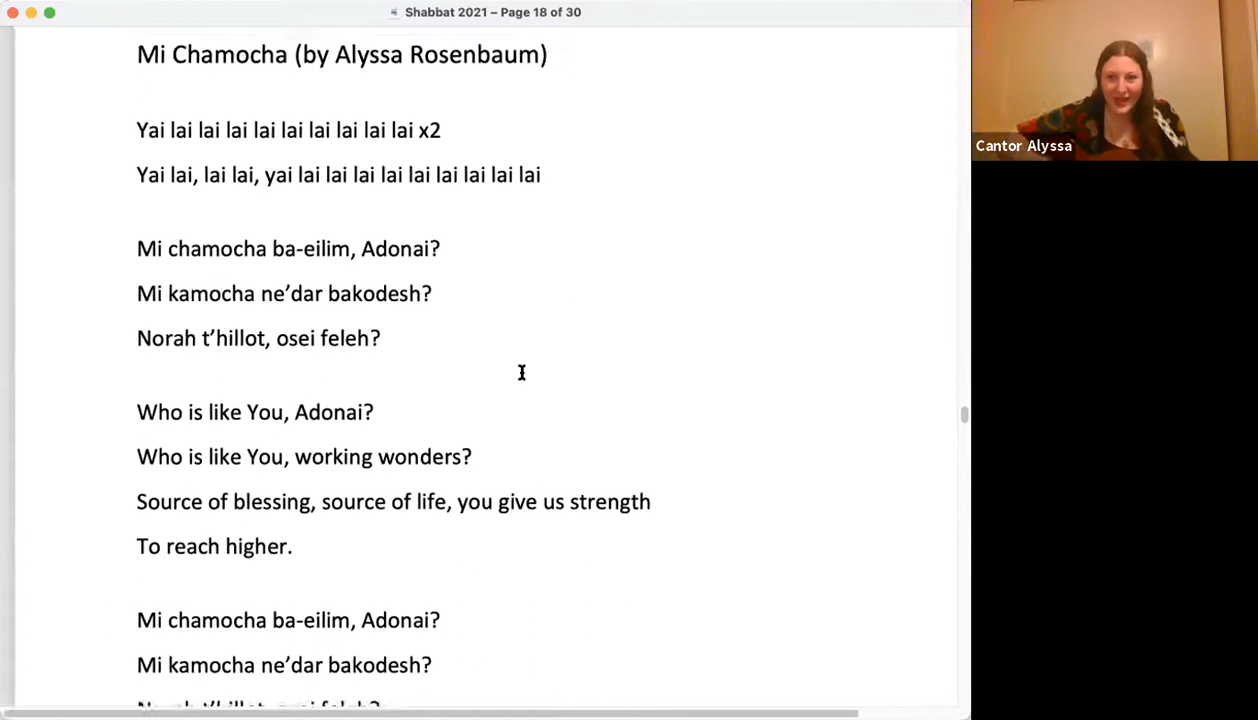 Shabbat 2021 – Page 18 of 30
Mi Chamocha (by Alyssa Rosenbaum)
Yai lai lai lai lai lai lai lai lai lai x2
Yai lai, lai lai, yai lai lai lai lai lai lai lai lai lai
Mi chamocha ba-eilim, Adonai?
Mi kamocha ne’dar bakodesh?
Norah t’hillot, osei feleh?
Who is like You, Adonai?
Who is like You, working wonders?
Source of blessing, source of life, you give us strength
To reach higher.
Mi chamocha ba-eilim, Adonai?
Mi kamocha ne’dar bakodesh?
Norah t’hillot, osei feleh?
Cantor Alyssa